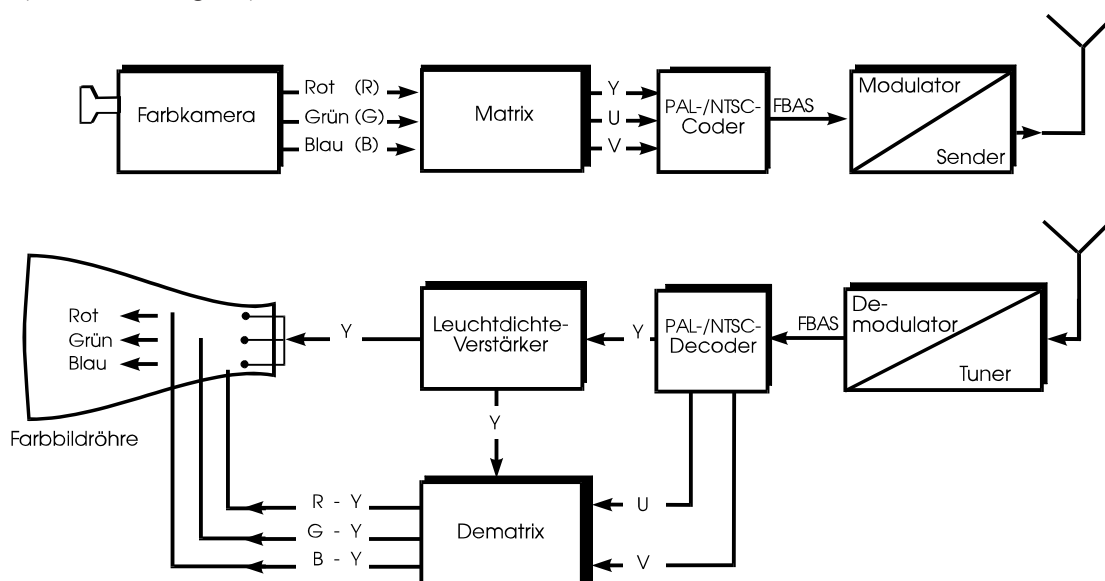 Rot (R)
Grün (G)
Blau (B)
Farbkamera
Matrix
Y
U
V
PAL-/NTSC-
Coder
FBAS
Modulator
Sender
Rot
Grün
Blau
Farbbildröhre
Y
Leuchtdichte-
Verstärker
Y
PAL-/NTSC-
Decoder
FBAS
De-
modulator
Tuner
Y
R - Y
G - Y
B - Y
Dematrix
U
V